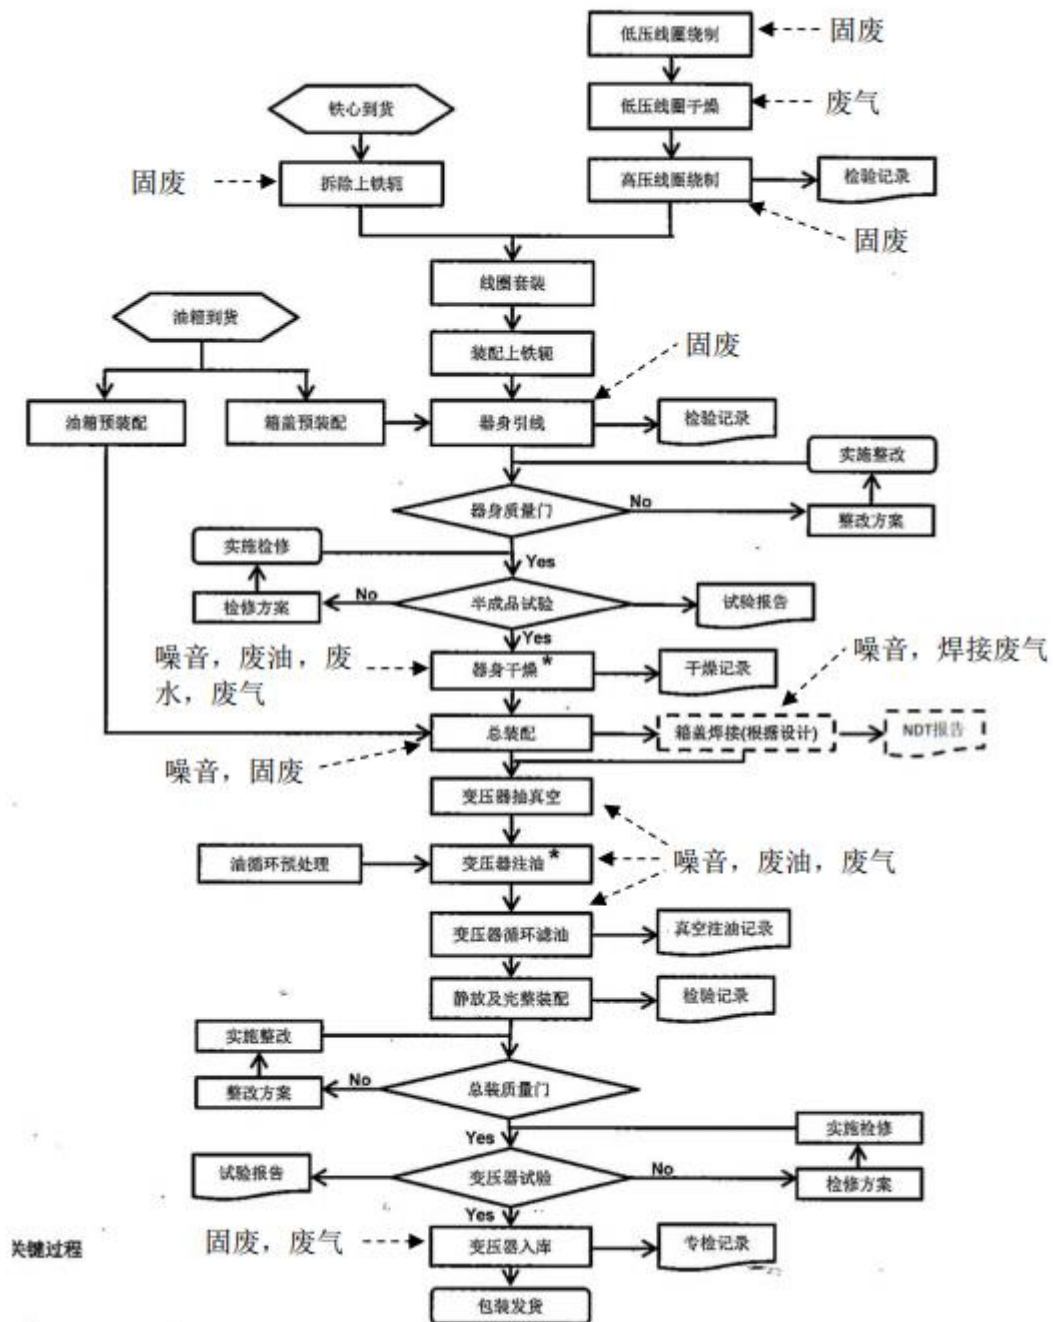 低压线圈绕制
固废
铁心到货
低压线圈干燥
废气
固废
拆除上铁轭
高压线圈绕制
检验记录
固废
线圈套装
油箱到货
装配上铁轭
固废
油箱预装配
箱盖预装配
器身引线
检验记录
实施整改
器身质量门
No
整改方案
实施检修
Yes
检修方案
No
半成品试验
试验报告
Yes
噪音，废油，废
水，废气
器身干燥*
干燥记录
噪音，焊接废气
总装配
箱盖焊接(根据设计)
NDT报告
噪音，固废
变压器抽真空
油循环预处理
变压器注油*
噪音，废油，废气
变压器循环滤油
真空注油记录
静放及完整装配
检验记录
实施整改
整改方案
No
总装质量门
实施检修
Yes
试验报告
变压器试验
No
检修方案
Yes
固废，废气
变压器入库
专检记录
关键过程
包装发货